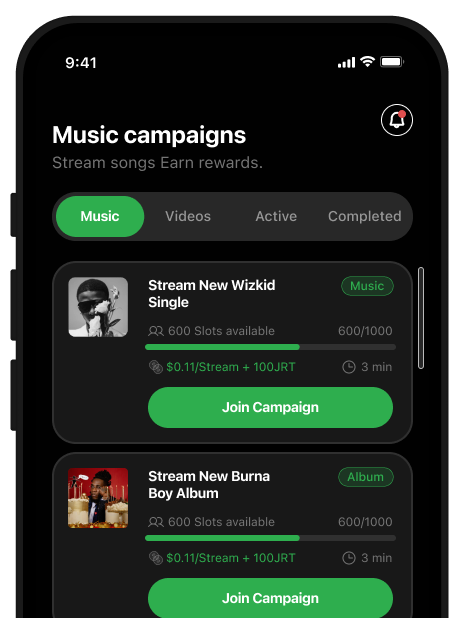 9:41
Music campaigns
Stream songs Earn rewards.
Music Videos Active Completed
Stream New Wizkid Music
Single
600 Slots available 600/1000
$0.11/Stream + 100JRT 3 min
Join Campaign
Stream New Burna Album
Boy Album
600 Slots available 600/1000
$0.11/Stream + 100JRT 3 min
Join Campaign